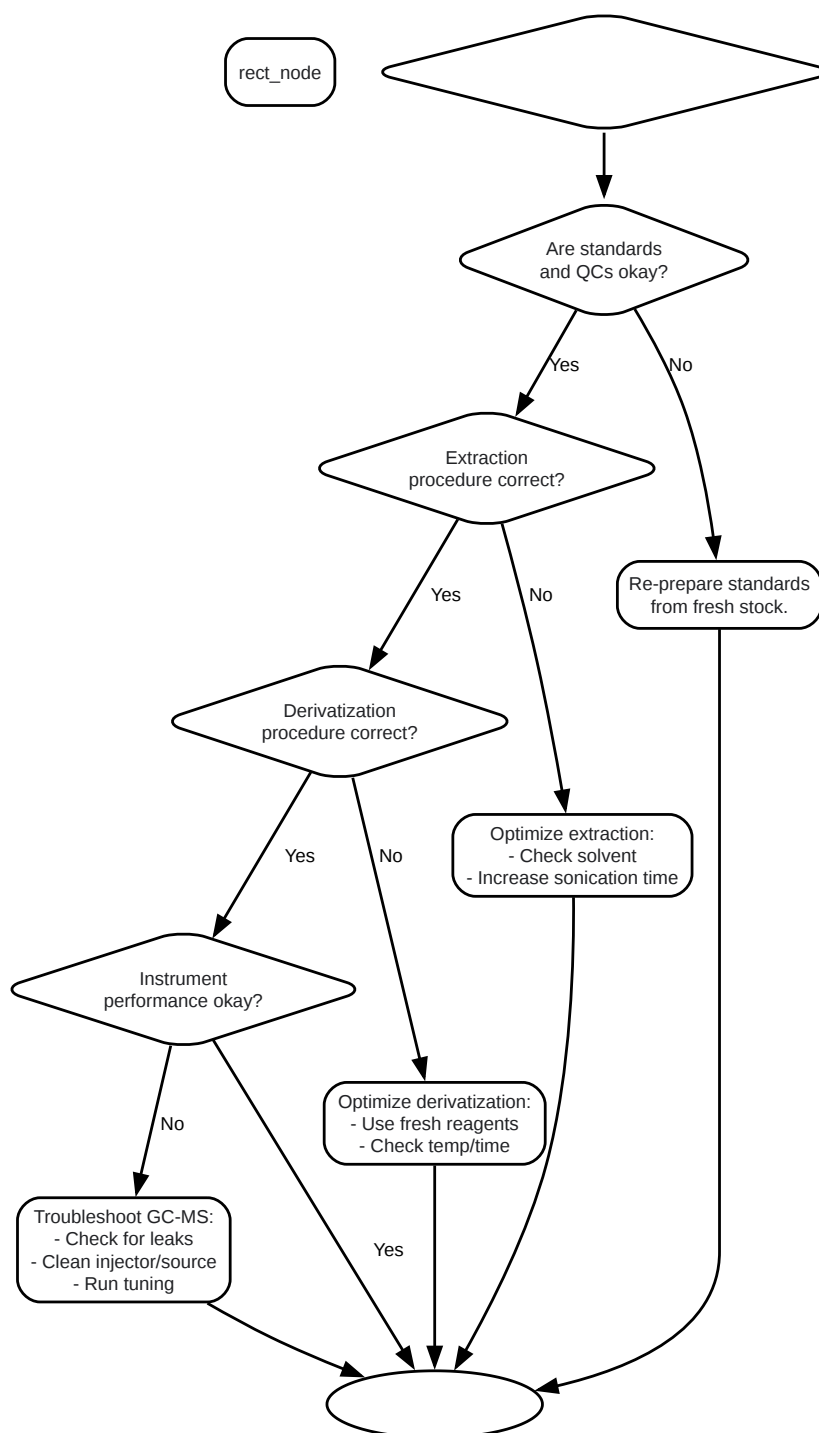 rect_node
Are standards
and QCs okay?
Yes
No
Extraction
procedure correct?
Yes
No
Re-prepare standards
from fresh stock.
Derivatization
procedure correct?
Yes
No
Optimize extraction:
- Check solvent
- Increase sonication time
Instrument
performance okay?
No
Yes
Optimize derivatization:
- Use fresh reagents
- Check temp/time
Troubleshoot GC-MS:
- Check for leaks
- Clean injector/source
- Run tuning